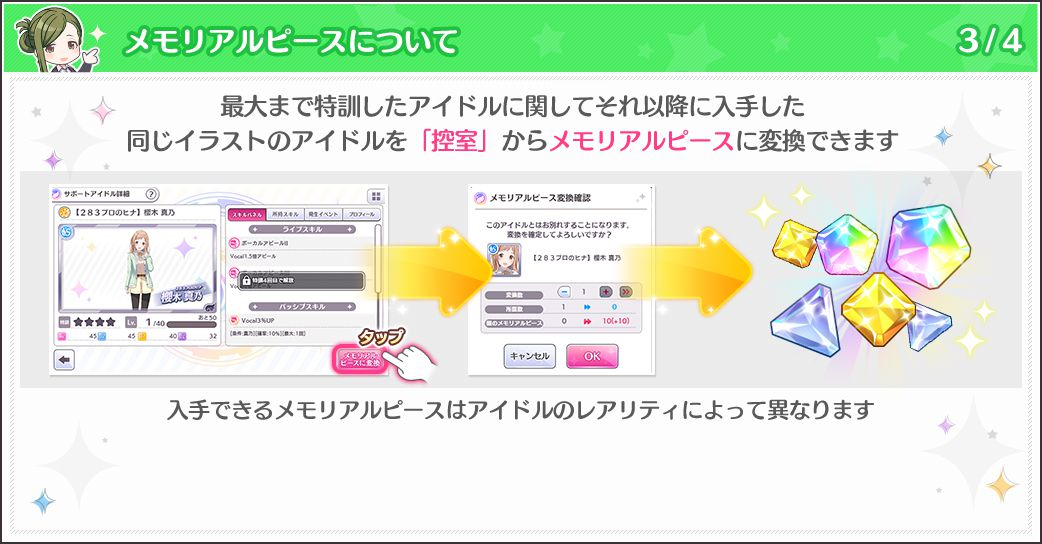 メモリアルピースについて
3/4
最大まで特訓したアイドルに関してそれ以降に入手した
同じイラストのアイドルを「控室」からメモリアルピースに変換できます
サポートアイドル詳細 ?
【283プロのヒナ】櫻木 真乃
櫻木 真乃
特訓
Lv. 1/40
あと50
45 45 40 32
スキルパネル 所持スキル 発生イベント プロフィール
ライブスキル
ボーカルアピールII
Vocal1.5倍アピール
特訓4回目で解放
パッシブスキル
Vocal3%UP
[条件:真乃][確率:10%][最大:1回]
タップ
メモリアル
ピースに変換
メモリアルピース変換確認
このアイドルとはお別れすることになります。
変換を確定してよろしいですか?
【283プロのヒナ】櫻木 真乃
変換数 1
所属数 1 0
銀のメモリアルピース 0 10(+10)
キャンセル OK
入手できるメモリアルピースはアイドルのレアリティによって異なります